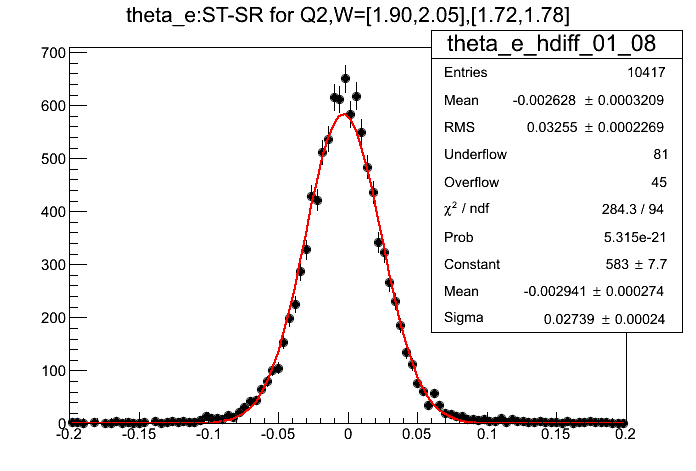 theta_e:ST-SR for Q2,W=[1.90,2.05],[1.72,1.78]
theta_e_hdiff_01_08
Entries 10417
Mean -0.002628 ± 0.0003209
RMS 0.03255 ± 0.0002269
Underflow 81
Overflow 45
χ² / ndf 284.3 / 94
Prob 5.315e-21
Constant 583 ± 7.7
Mean -0.002941 ± 0.000274
Sigma 0.02739 ± 0.00024
700
600
500
400
300
200
100
0
-0.2 -0.15 -0.1 -0.05 0 0.05 0.1 0.15 0.2